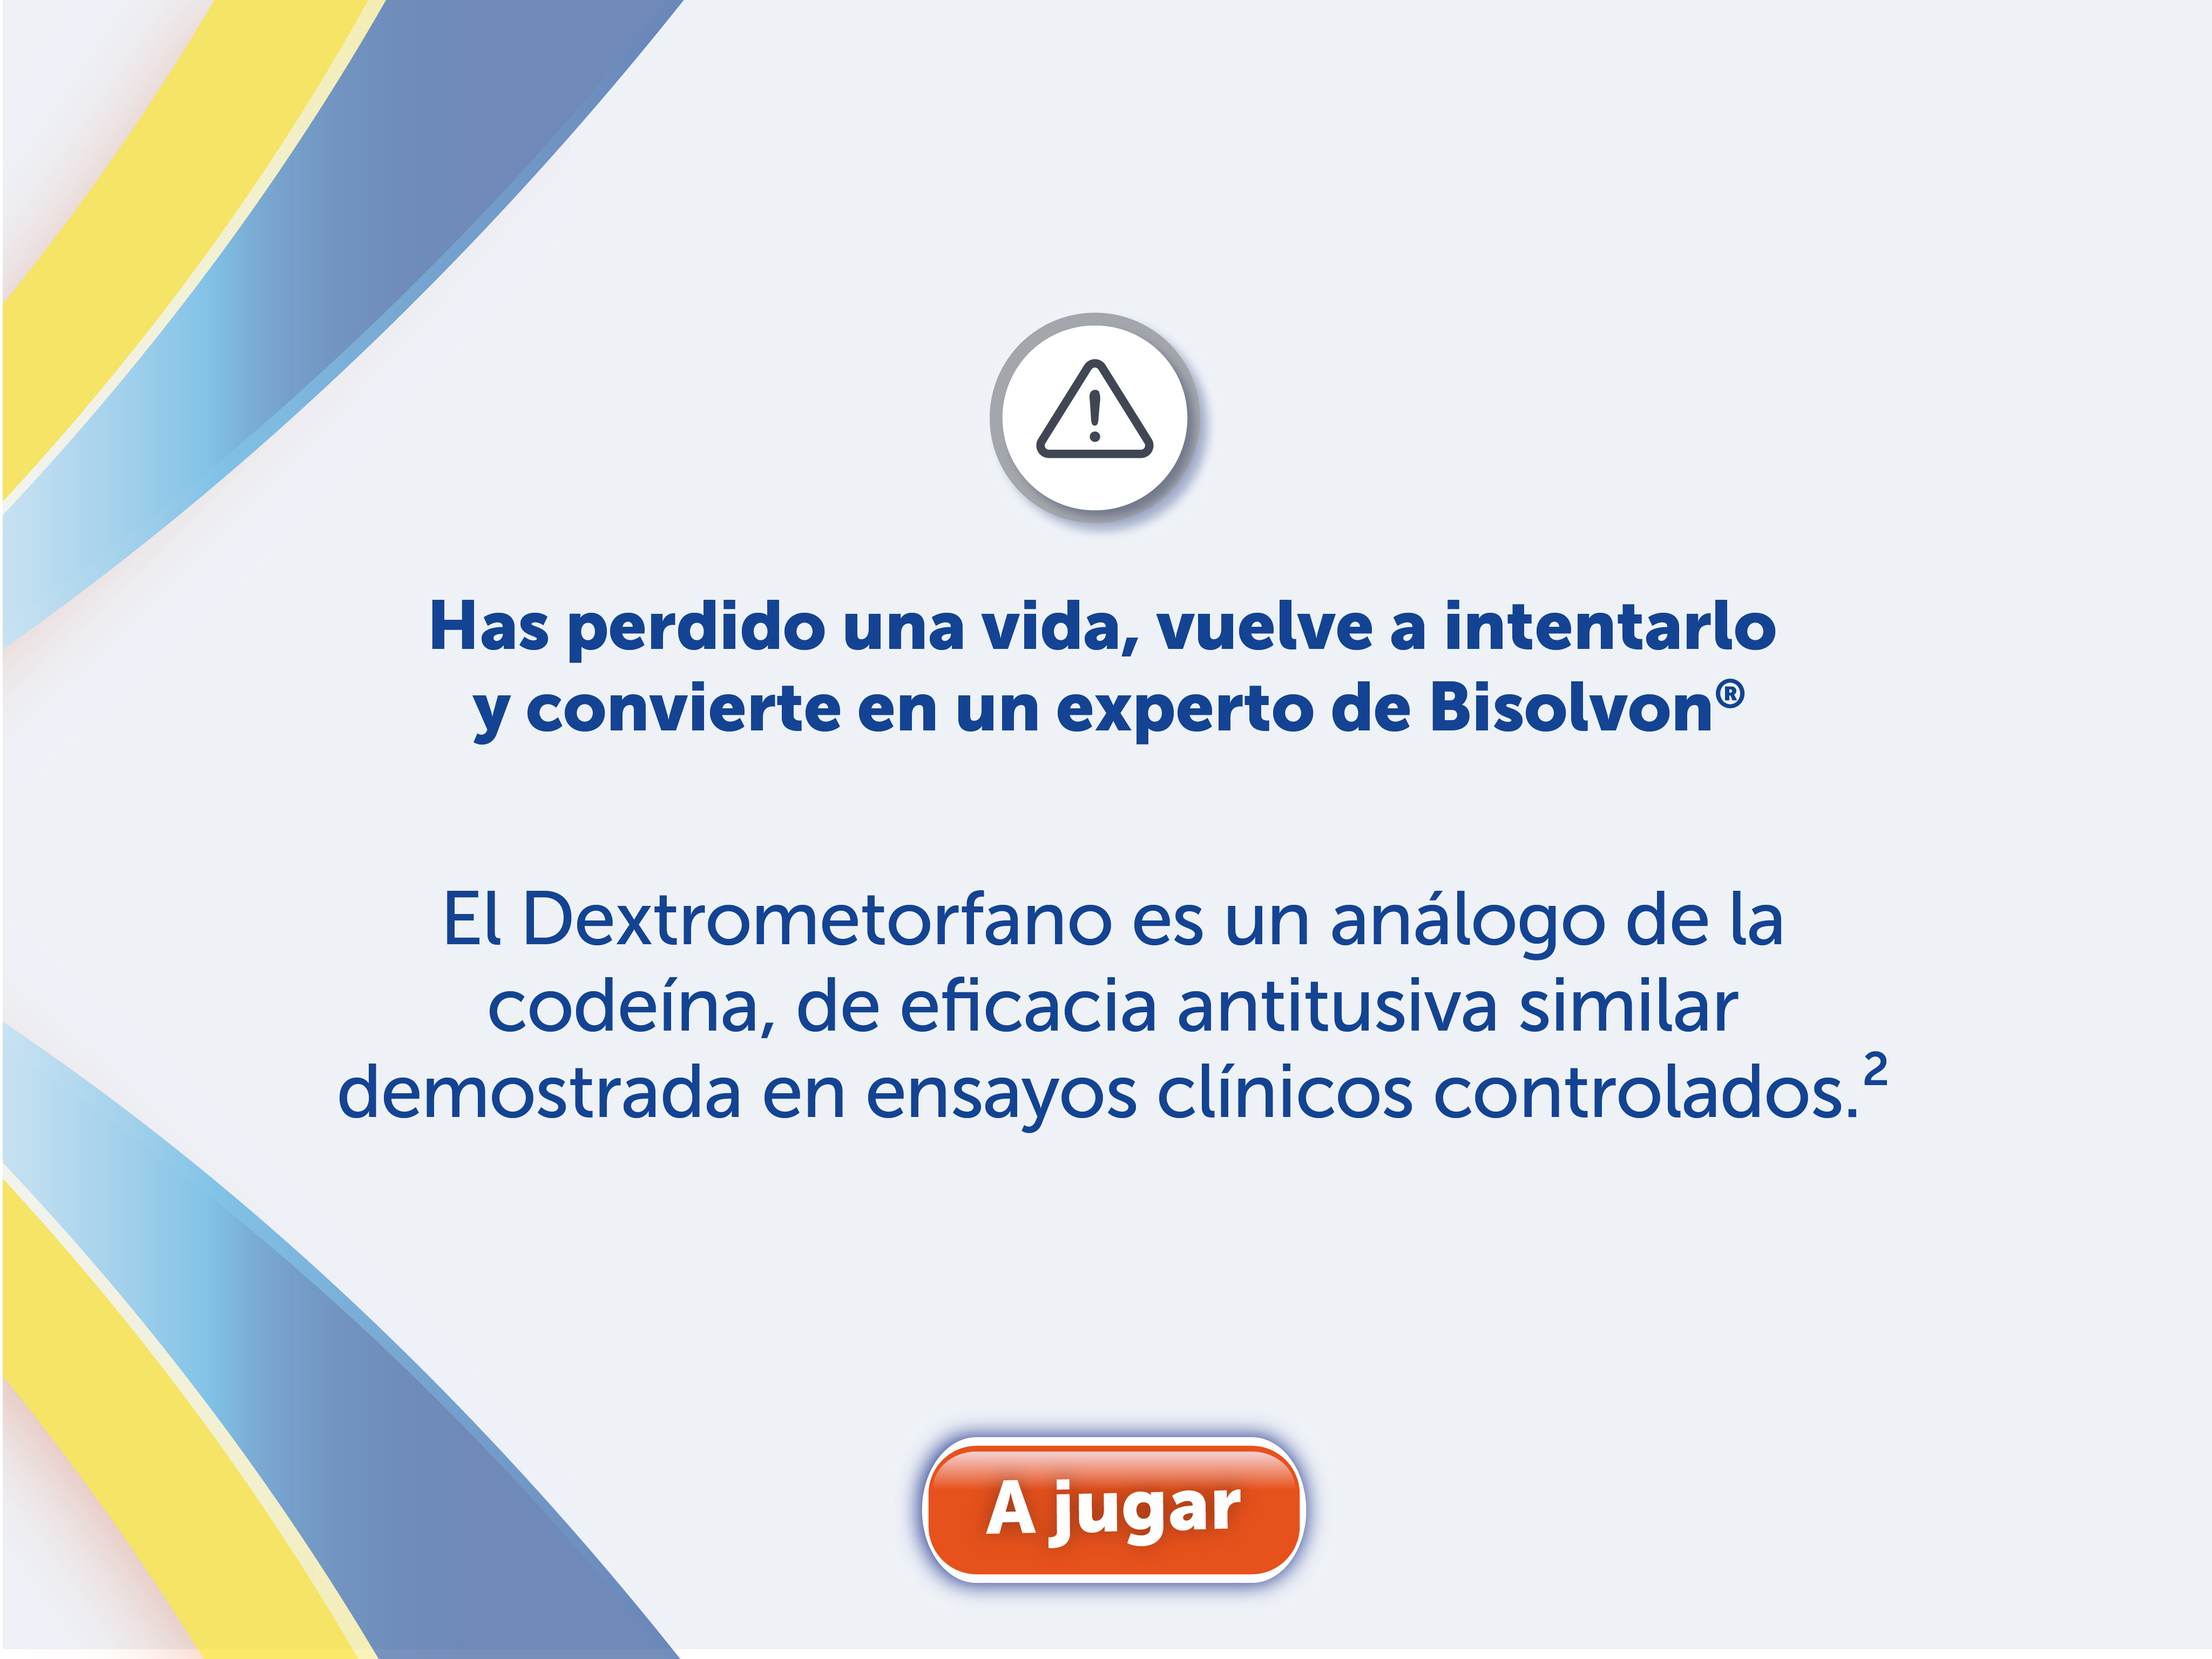 Has perdido una vida, vuelve a intentarlo
y convierte en un experto de Bisolvon®
El Dextrometorfano es un análogo de la
codeína, de eficacia antitusiva similar
demostrada en ensayos clínicos controlados.²
A jugar